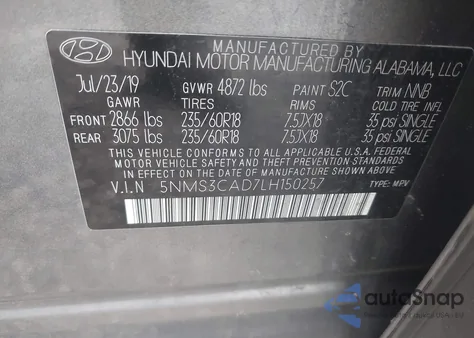 MANUFACTURED BY
HYUNDAI MOTOR MANUFACTURING ALABAMA, LLC
Jul/23/19 GVWR 4872 lbs PAINT S2C TRIM NNB
GAWR TIRES RIMS COLD TIRE INFL
FRONT 2866 lbs 235/60R18 7.5JX18 35 psi SINGLE
REAR 3075 lbs 235/60R18 7.5JX18 35 psi SINGLE
THIS VEHICLE CONFORMS TO ALL APPLICABLE U.S. FEDERAL MOTOR VEHICLE
SAFETY AND THEFT PREVENTION STANDARDS IN EFFECT ON THE DATE OF
MANUFACTURE SHOWN ABOVE.
V.I.N 5NMS3CAD7LH150257 TYPE: MPV
autoSnap